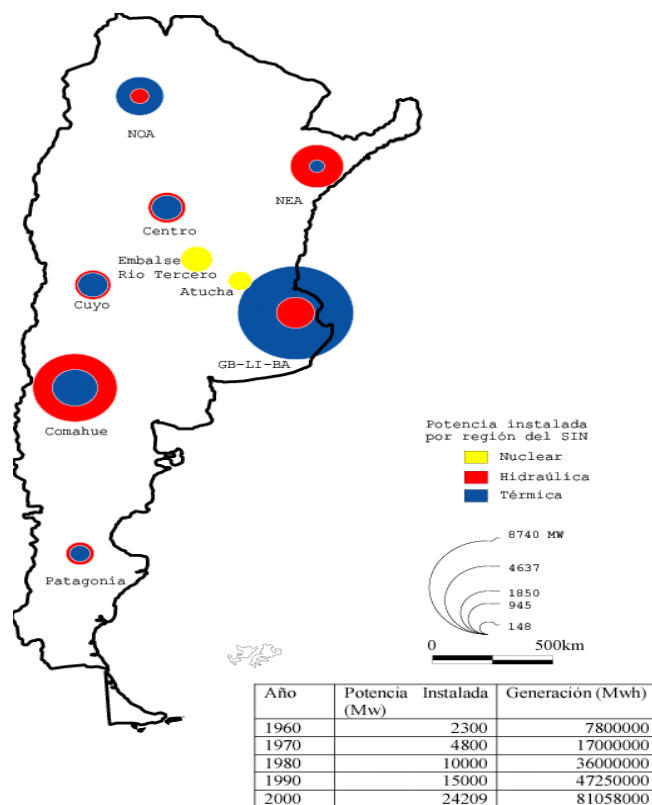 NOA
NEA
Centro
Embalse
Rio Tercero
Atucha
Cuyo
GB-LI-BA
Comahue
Patagonia
Potencia instalada
por región del SIN
Nuclear
Hidraúlica
Térmica
8740 MW
4637
1850
945
148
0 500km
Año Potencia Instalada (Mw) Generación (Mwh)
1960 2300 7800000
1970 4800 17000000
1980 10000 36000000
1990 15000 47250000
2000 24209 81058000